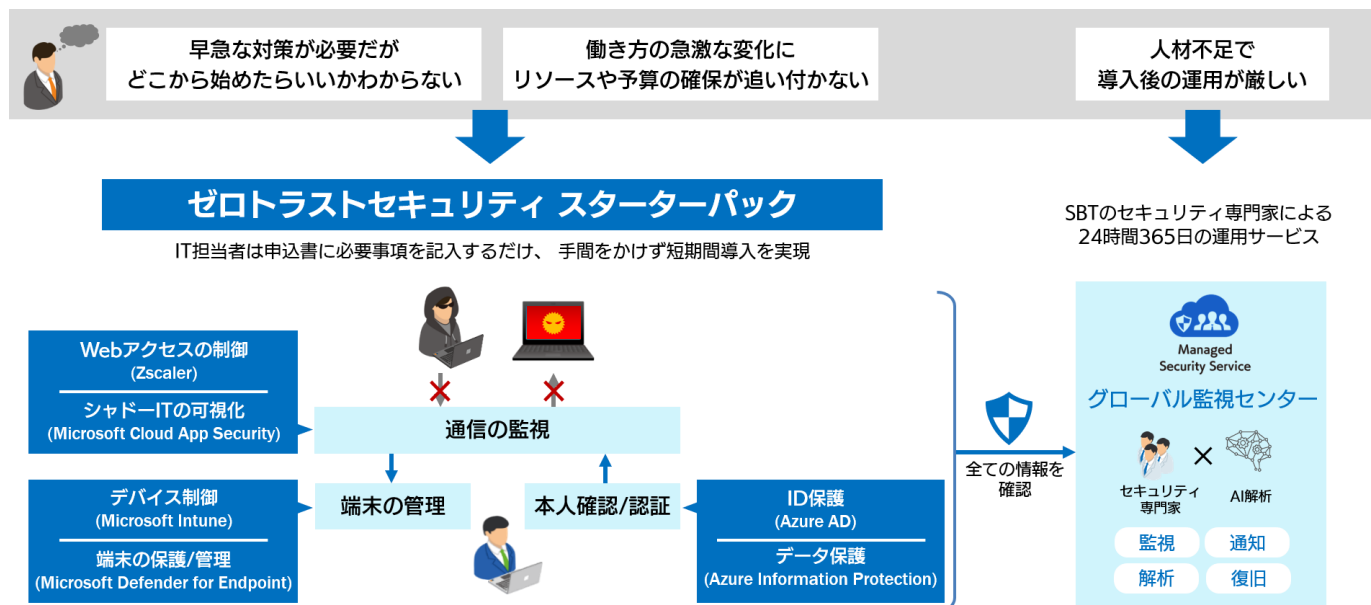 早急な対策が必要だが
どこから始めたらいいかわからない
働き方の急激な変化に
リソースや予算の確保が追い付かない
人材不足で
導入後の運用が厳しい
ゼロトラストセキュリティ スターターパック
IT担当者は申込書に必要事項を記入するだけ、 手間をかけず短期間導入を実現
SBTのセキュリティ専門家による
24時間365日の運用サービス
Webアクセスの制御
(Zscaler)
シャドーITの可視化
(Microsoft Cloud App Security)
通信の監視
デバイス制御
(Microsoft Intune)
端末の保護/管理
(Microsoft Defender for Endpoint)
端末の管理
本人確認/認証
ID保護
(Azure AD)
データ保護
(Azure Information Protection)
全ての情報を
確認
Managed
Security Service
グローバル監視センター
セキュリティ
専門家
×
AI解析
監視
通知
解析
復旧